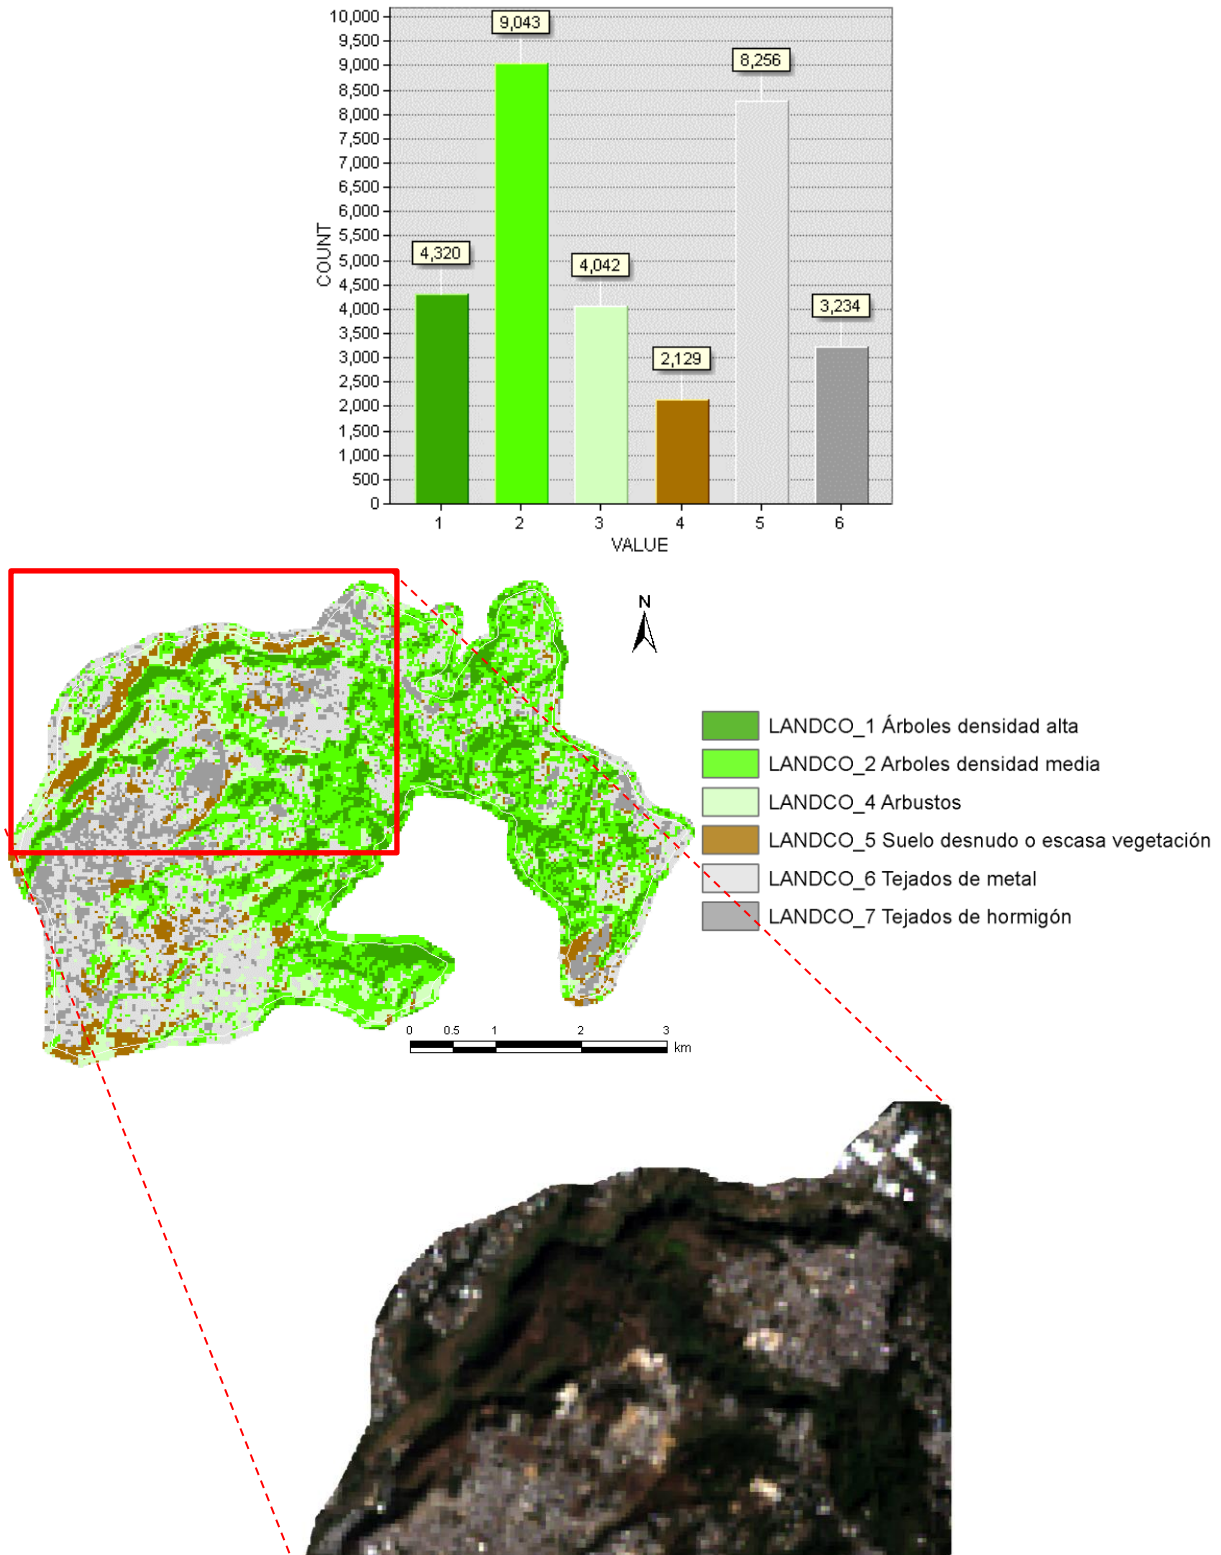 10,000
9,500
9,000
8,500
8,000
7,500
7,000
6,500
6,000
5,500
5,000
4,500
4,000
3,500
3,000
2,500
2,000
1,500
1,000
500
0
COUNT
4,320
9,043
4,042
2,129
8,256
3,234
1 2 3 4 5 6
VALUE
N
LANDCO_1 Árboles densidad alta
LANDCO_2 Arboles densidad media
LANDCO_4 Arbustos
LANDCO_5 Suelo desnudo o escasa vegetación
LANDCO_6 Tejados de metal
LANDCO_7 Tejados de hormigón
0 0.5 1 2 3
km